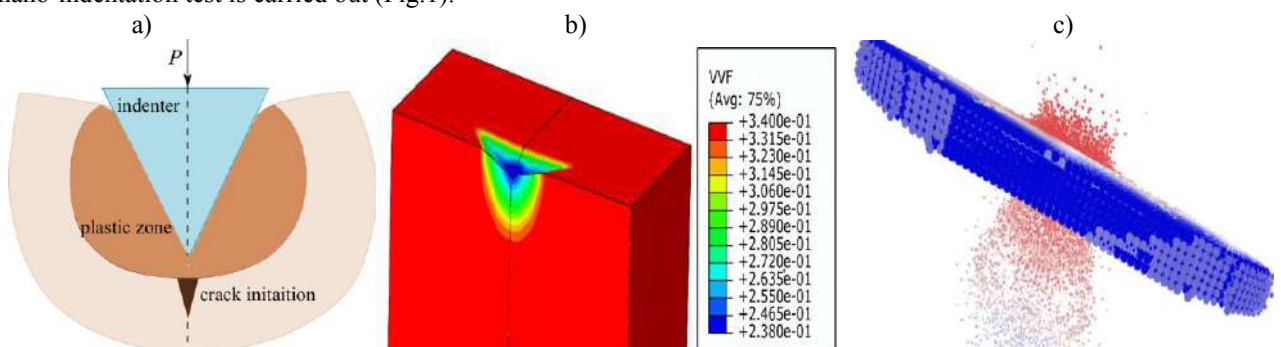 nano-indentation test is carried out (Fig.1).
a)
b)
c)
P
indenter
plastic zone
crack initaition
VVF
(Avg: 75%)
+3.400e-01
+3.315e-01
+3.230e-01
+3.145e-01
+3.060e-01
+2.975e-01
+2.890e-01
+2.805e-01
+2.720e-01
+2.635e-01
+2.550e-01
+2.465e-01
+2.380e-01